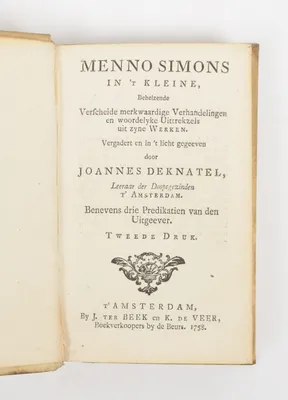 MENNO SIMONS
IN 'T KLEINE,
Behelzende
Verscheide merkwaardige Verhandelingen
en woordelyke Uittrekzels
uit zyne WERKEN.
Vergadert en in 't licht gegeeven
door
JOANNES DEKNATEL,
Leeraar der Doopsgezinden
T' AMSTERDAM.
Benevens drie Predikatien van den
Uitgeever.
TWEEDE DRUK.
t'AMSTERDAM,
By J. TER BEEK en K. DE VEER,
Boekverkoopers by de Beurs. 1758.